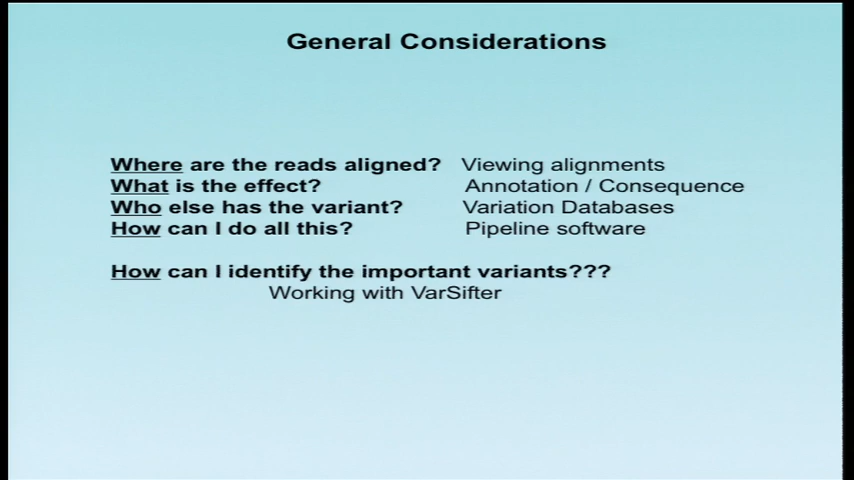 General Considerations
Where are the reads aligned? Viewing alignments
What is the effect? Annotation / Consequence
Who else has the variant? Variation Databases
How can I do all this? Pipeline software
How can I identify the important variants???
Working with VarSifter